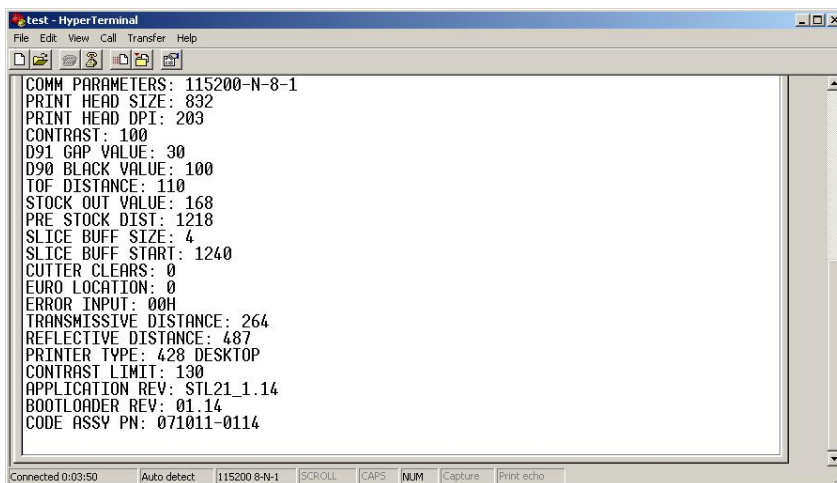 test - HyperTerminal
File Edit View Call Transfer Help
COMM PARAMETERS: 115200-N-8-1
PRINT HEAD SIZE: 832
PRINT HEAD DPI: 203
CONTRAST: 100
D91 GAP VALUE: 30
D90 BLACK VALUE: 100
TOF DISTANCE: 110
STOCK OUT VALUE: 168
PRE STOCK DIST: 1218
SLICE BUFF SIZE: 4
SLICE BUFF START: 1240
CUTTER CLEARS: 0
EURO LOCATION: 0
ERROR INPUT: 00H
TRANSMISSIVE DISTANCE: 264
REFLECTIVE DISTANCE: 487
PRINTER TYPE: 428 DESKTOP
CONTRAST LIMIT: 130
APPLICATION REV: STL21_1.14
BOOTLOADER REV: 01.14
CODE ASSY PN: 071011-0114
Connected 0:03:50 Auto detect 115200 8-N-1 SCROLL CAPS NUM Capture Print echo